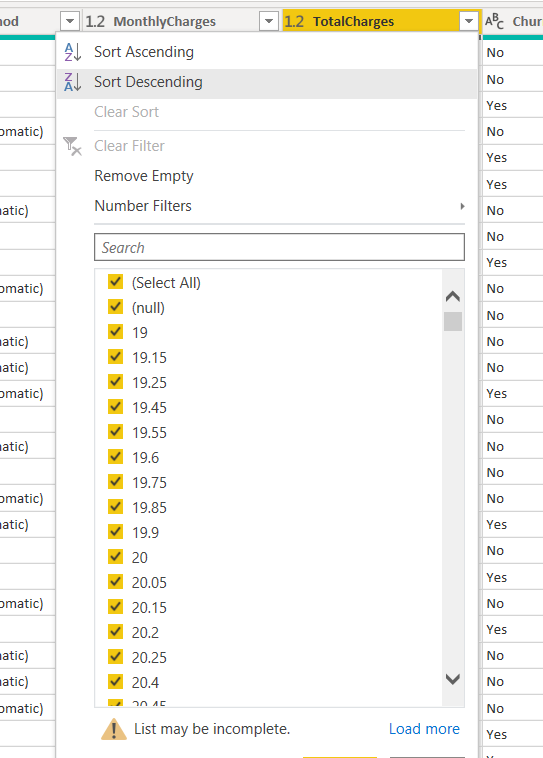 hod 1.2 MonthlyCharges 1.2 TotalCharges ABC Chur
Sort Ascending No
Sort Descending No
Clear Sort Yes
omatic) No
Clear Filter Yes
Remove Empty Yes
Number Filters No
atic)
No
Search Yes
omatic) (Select All) No
(null) No
19 No
atic)
19.15 No
atic)
19.25 Yes
omatic)
19.45 No
19.55 No
atic)
19.6 No
19.75 No
omatic)
19.85 Yes
atic)
19.9 No
20 Yes
20.05 No
omatic)
20.15 Yes
20.2 No
atic)
20.25 No
atic)
20.4 No
omatic)
20.45
List may be incomplete. Load more Yes